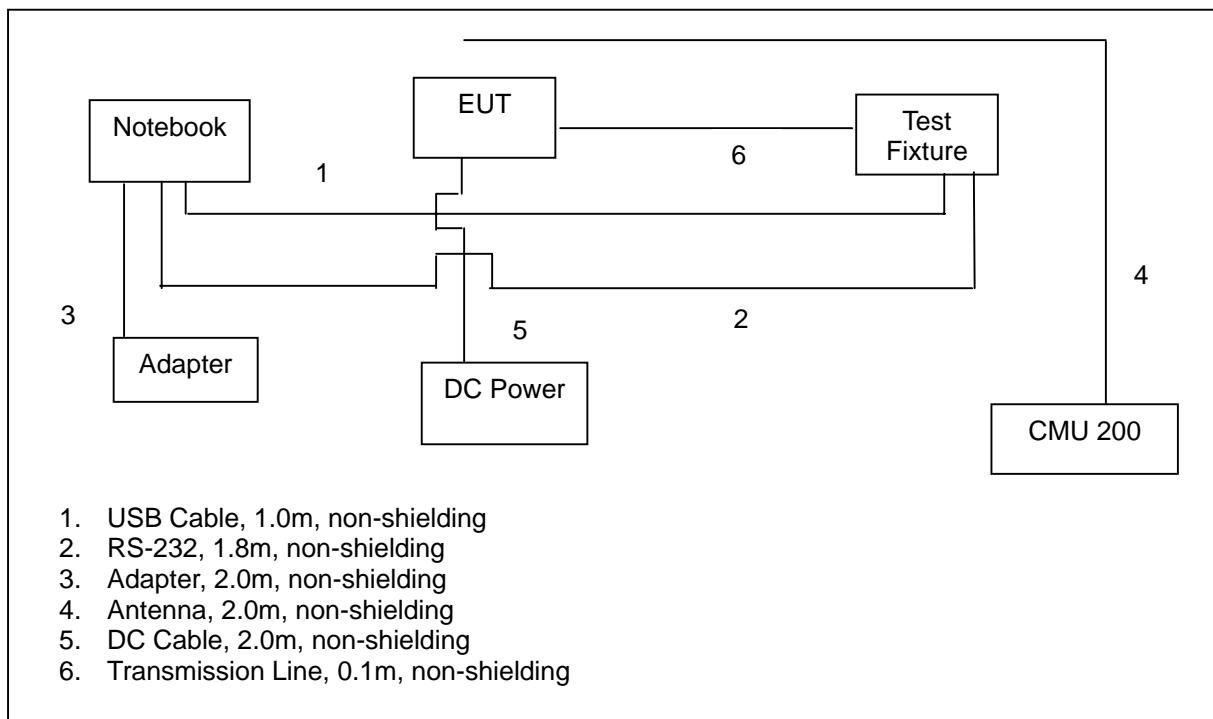 EUT
Notebook
Test
Fixture
6
1
4
3
5
2
Adapter
DC Power
CMU 200
1. USB Cable, 1.0m, non-shielding
2. RS-232, 1.8m, non-shielding
3. Adapter, 2.0m, non-shielding
4. Antenna, 2.0m, non-shielding
5. DC Cable, 2.0m, non-shielding
6. Transmission Line, 0.1m, non-shielding